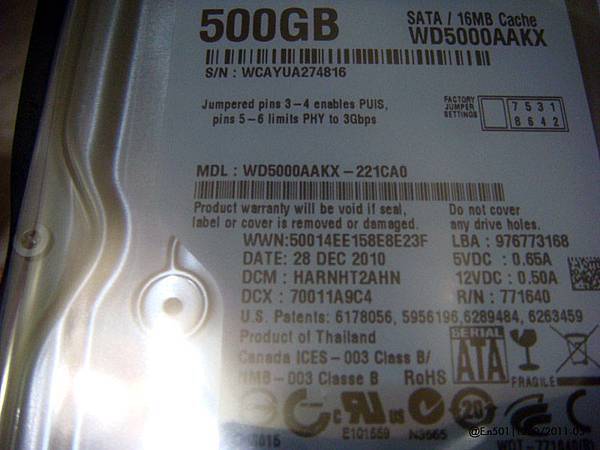 500GB
SATA / 16MB Cache
WD5000AAKX
S/N : WCAYUA274816
Jumpered pins 3-4 enables PUIS,
pins 5-6 limits PHY to 3Gbps
FACTORY
JUMPER
SETTINGS
7 5 3 1
8 6 4 2
MDL : WD5000AAKX-221CA0
Product warranty will be void if seal,
label or cover is removed or damaged.
Do not cover
any drive holes.
WWN:50014EE158E8E23F
LBA : 976773168
DATE: 28 DEC 2010
5VDC : 0.65A
DCM : HARNHT2AHN
12VDC : 0.50A
DCX : 70011A9C4
R/N : 771640
U.S. Patents: 6178056, 5956196,6289484, 6263459
Product of Thailand
Canada ICES-003 Class B/
NMB-003 Classe B
RoHS
SERIAL
ATA
FRAGILE
20
E101559
N3565